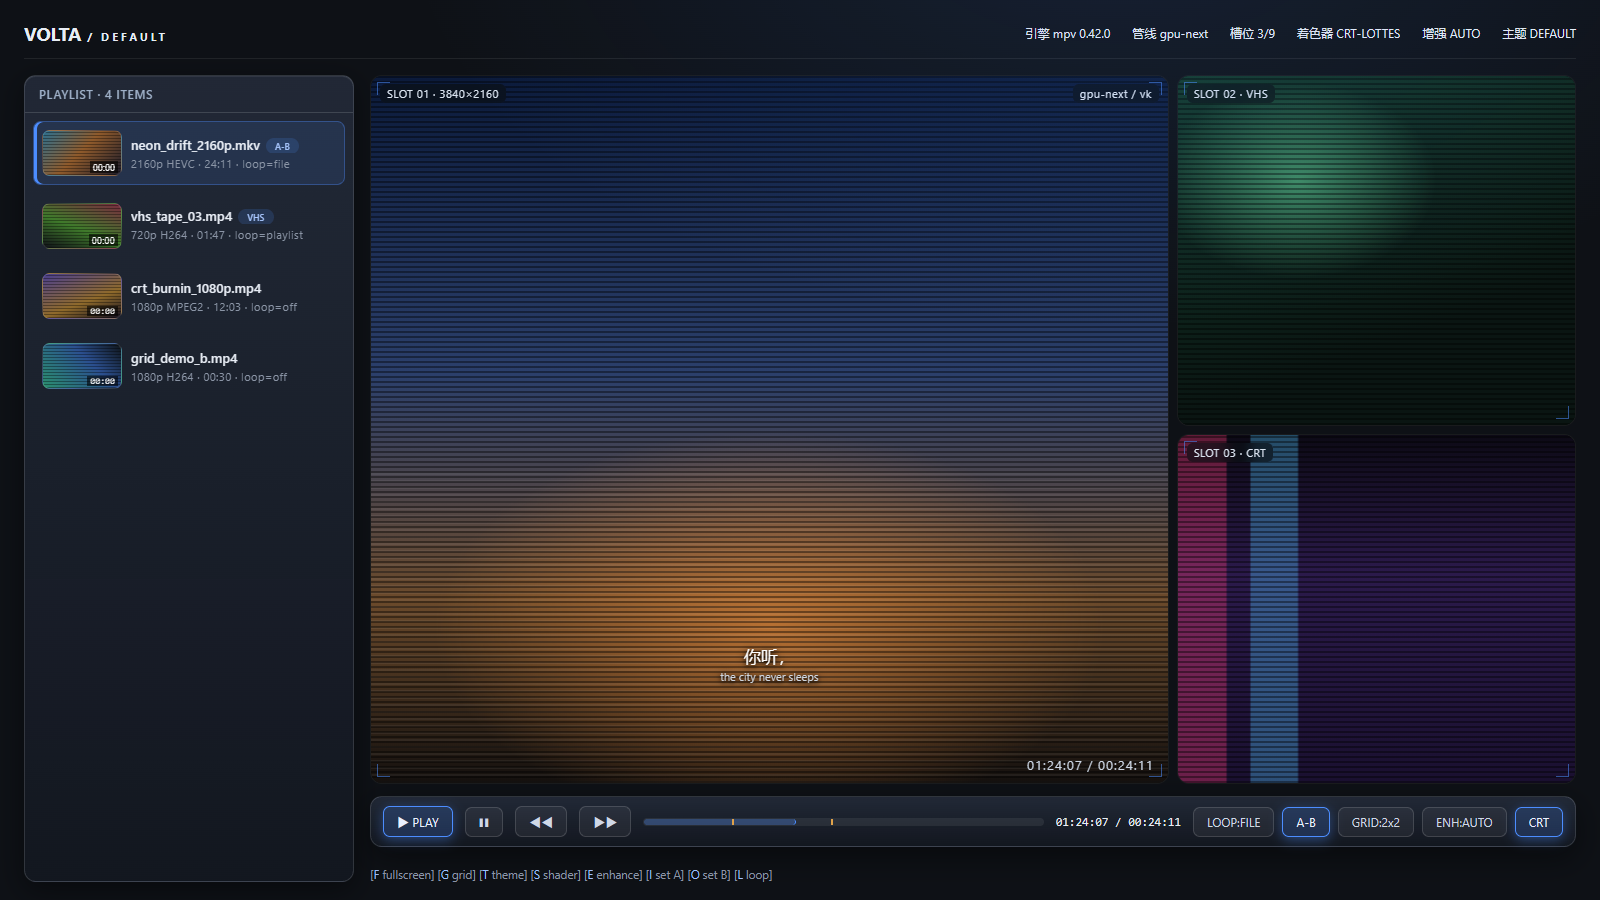 VOLTA / DEFAULT
引擎 mpv 0.42.0 管线 gpu-next 槽位 3/9 着色器 CRT-LOTTES 增强 AUTO 主题 DEFAULT
PLAYLIST · 4 ITEMS
neon_drift_2160p.mkv A-B
2160p HEVC · 24:11 · loop=file
00:00
vhs_tape_03.mp4 VHS
720p H264 · 01:47 · loop=playlist
00:00
crt_burnin_1080p.mp4
1080p MPEG2 · 12:03 · loop=off
00:00
grid_demo_b.mp4
1080p H264 · 00:30 · loop=off
00:00
SLOT 01 · 3840×2160
gpu-next / vk
你听，
the city never sleeps
01:24:07 / 00:24:11
SLOT 02 · VHS
SLOT 03 · CRT
▶ PLAY
01:24:07 / 00:24:11
LOOP:FILE A-B GRID:2x2 ENH:AUTO CRT
[F fullscreen] [G grid] [T theme] [S shader] [E enhance] [I set A] [O set B] [L loop]